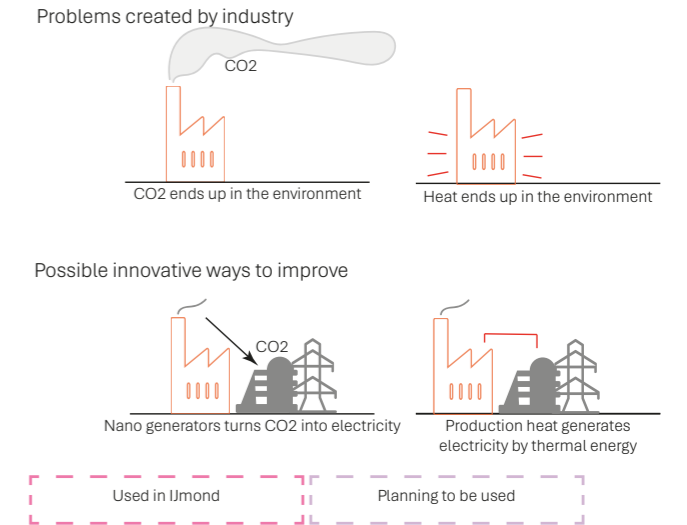 Problems created by industry
CO2
CO2 ends up in the environment
Heat ends up in the environment
Possible innovative ways to improve
CO2
Nano generators turns CO2 into electricity
Production heat generates
electricity by thermal energy
Used in IJmond
Planning to be used